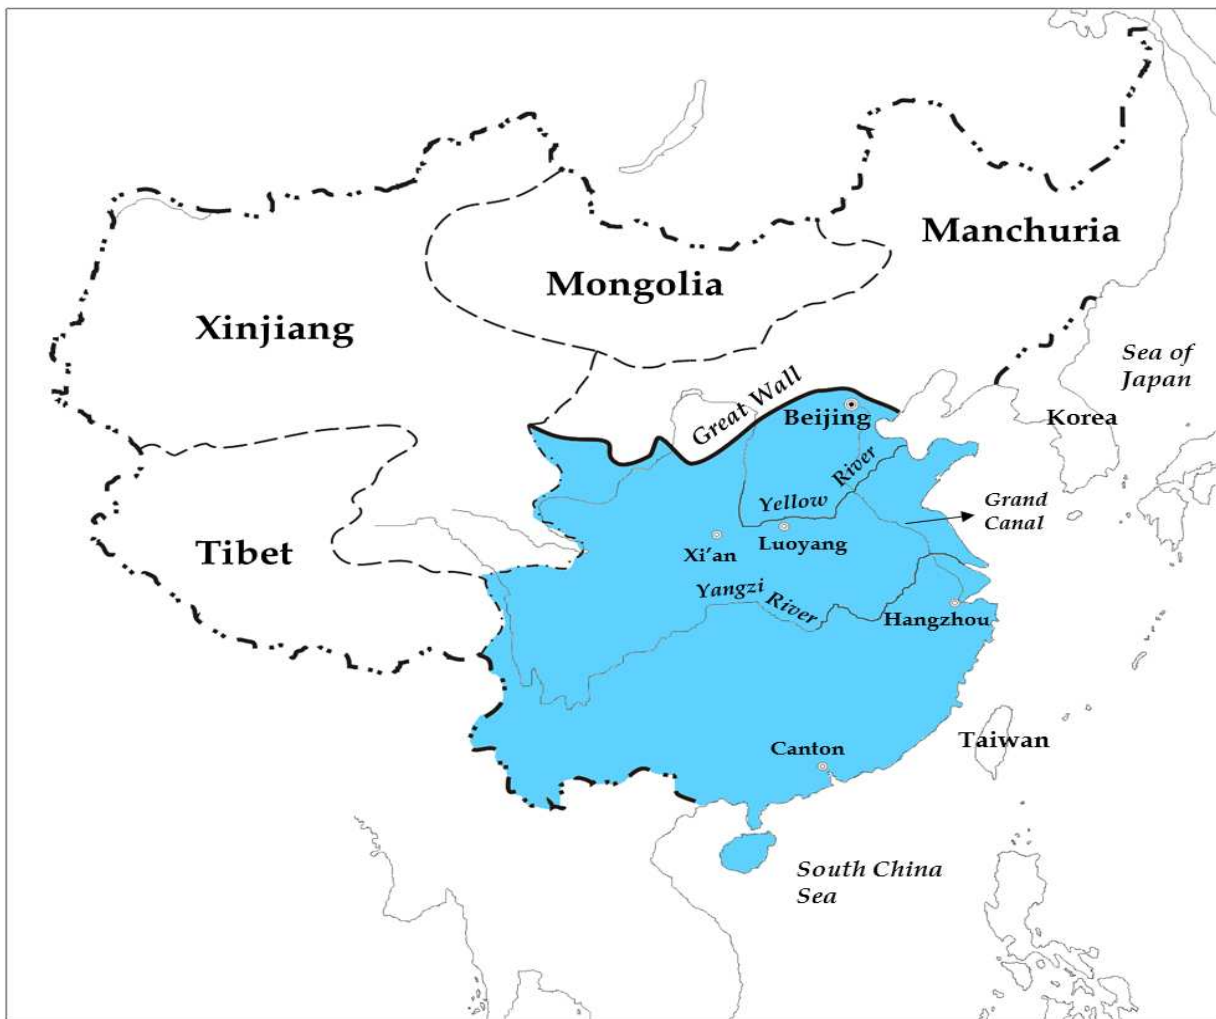 Manchuria
Mongolia
Xinjiang
Sea of
Japan
Great Wall
Beijing
Korea
Yellow
River
Grand
Canal
Tibet
Xi'an
Luoyang
Yangzi
River
Hangzhou
Canton
Taiwan
South China
Sea